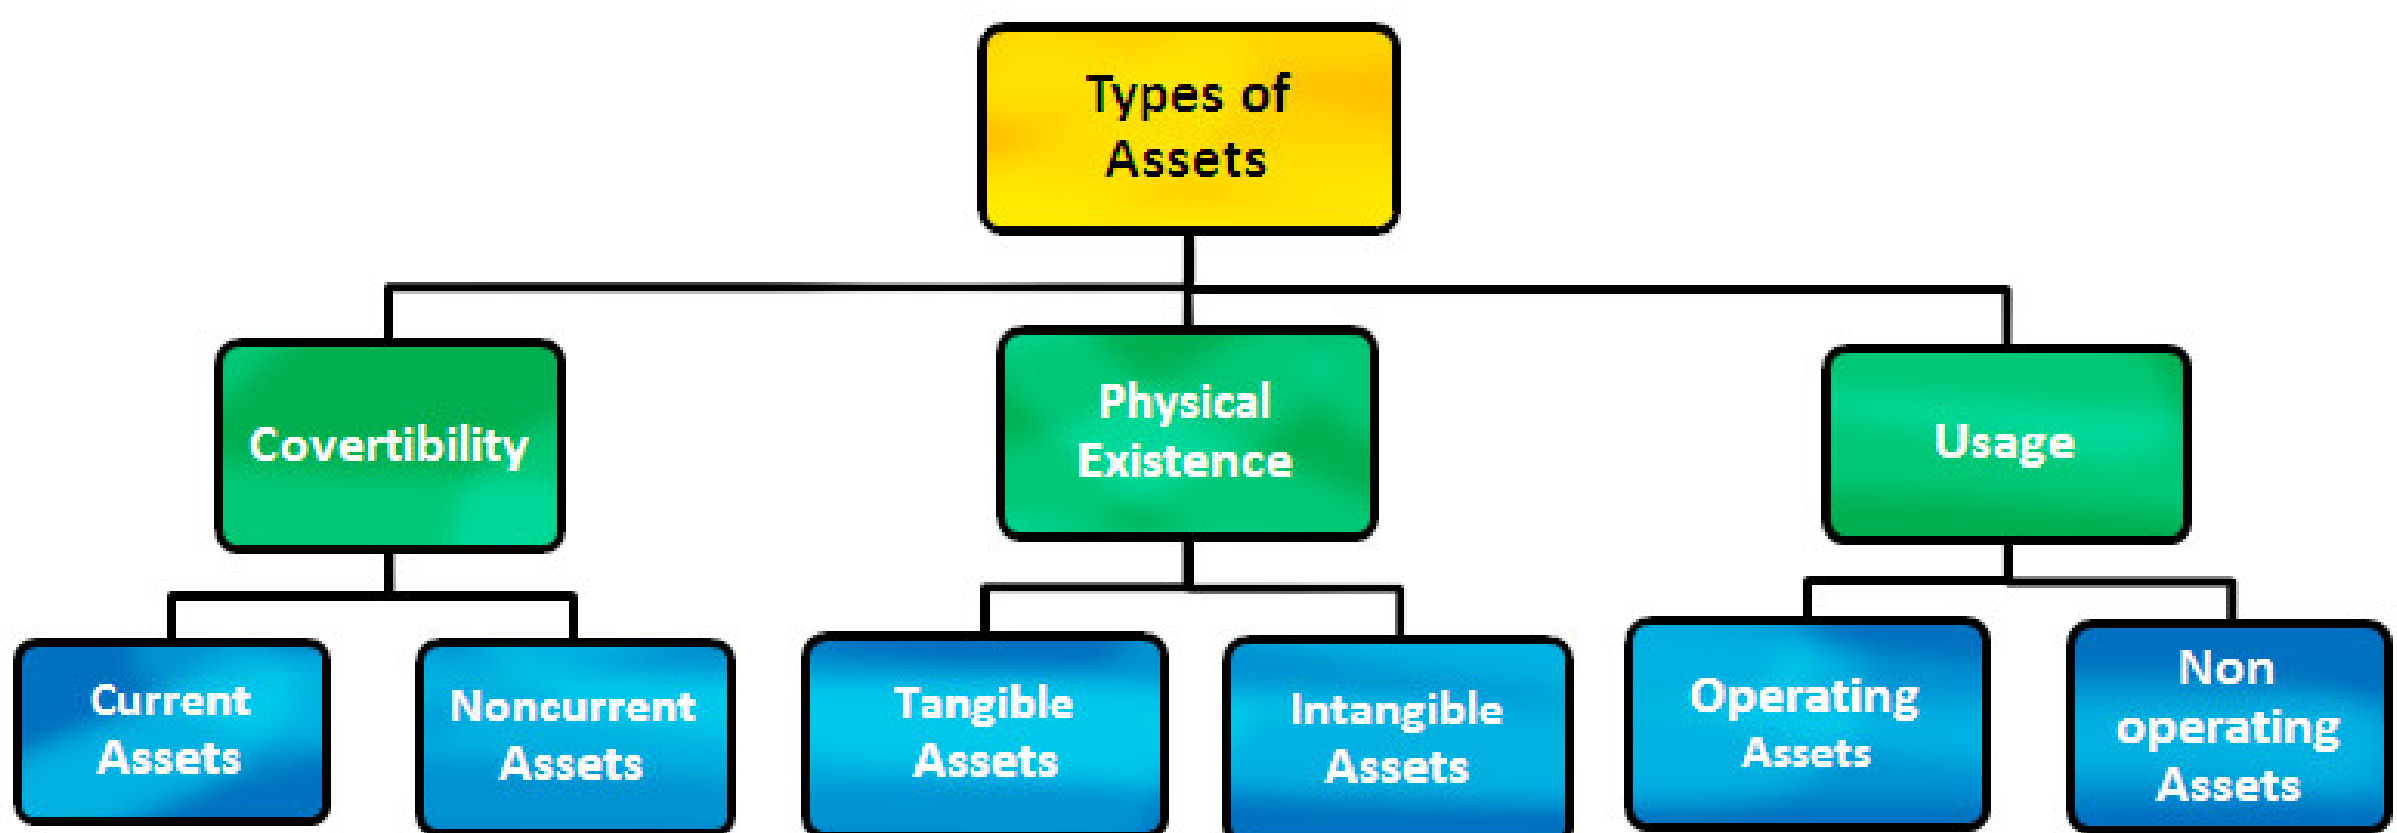 Types of
Assets
Covertibility
Physical
Existence
Usage
Current
Assets
Noncurrent
Assets
Tangible
Assets
Intangible
Assets
Operating
Assets
Non
operating
Assets